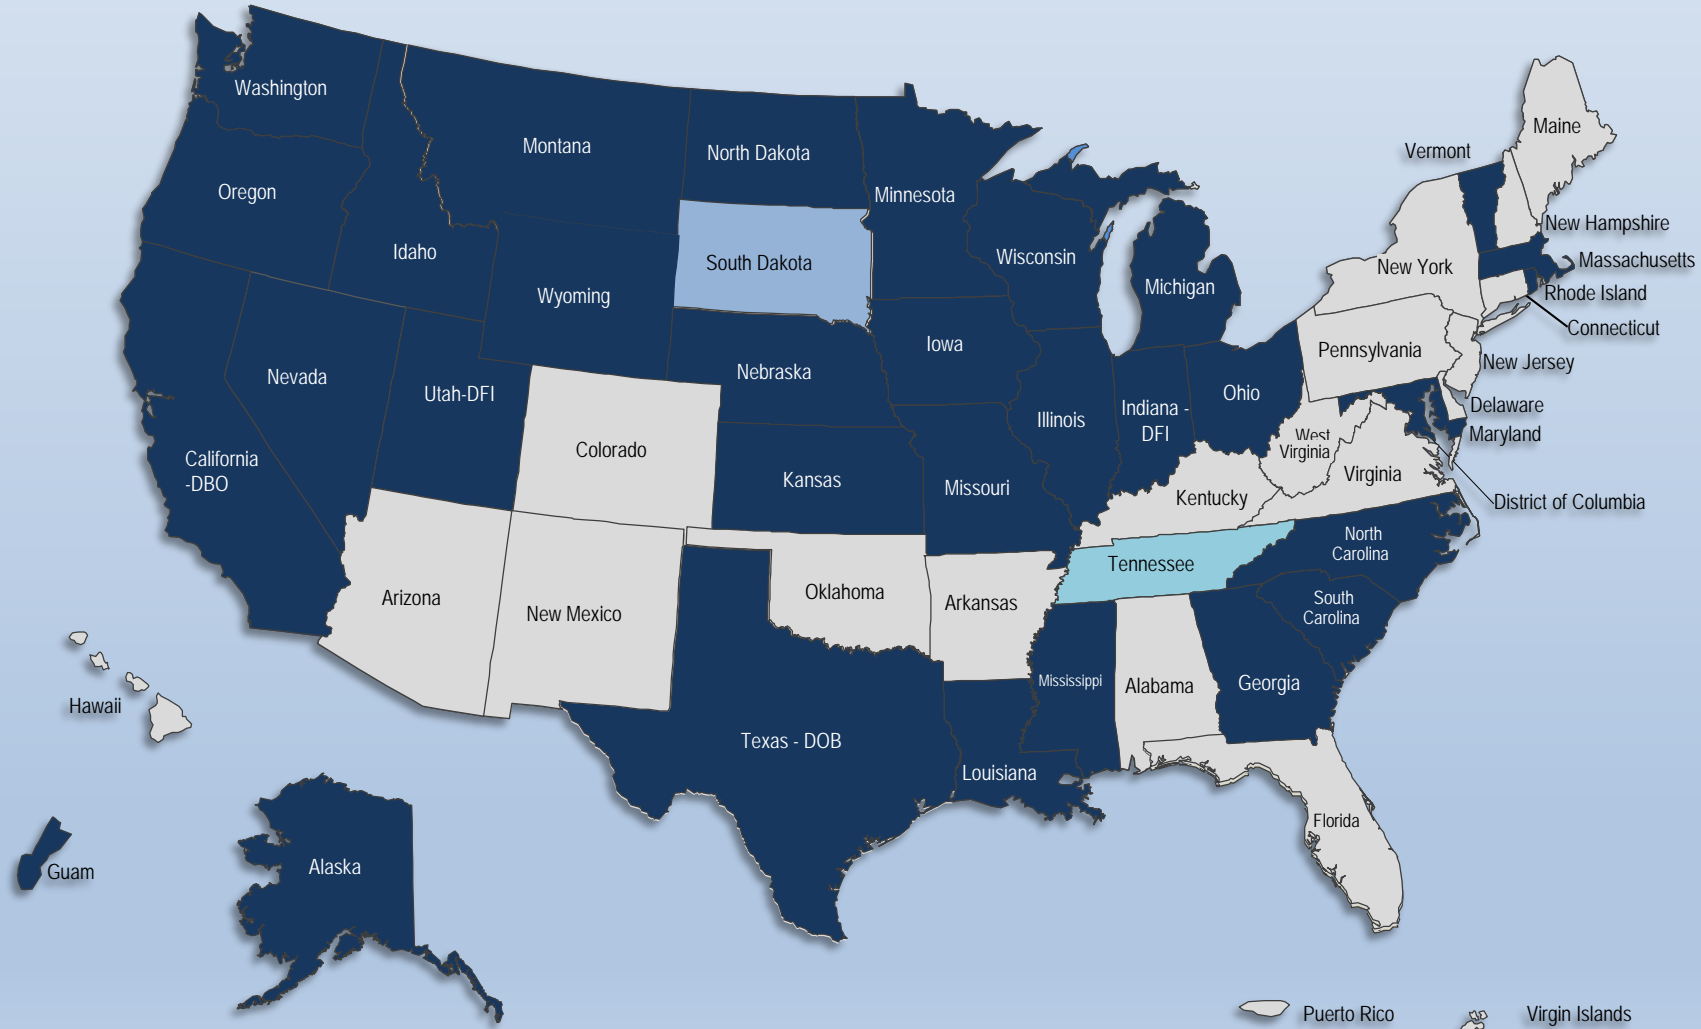 Washington
Montana
North Dakota
Minnesota
Oregon
Idaho
Wyoming
South Dakota
Wisconsin
Michigan
Vermont
Maine
New Hampshire
New York
Massachusetts
Rhode Island
Connecticut
Pennsylvania
New Jersey
Delaware
Maryland
District of Columbia
Nevada
Utah-DFI
Nebraska
Iowa
Illinois
Indiana -
DFI
Ohio
West
Virginia
Virginia
California
-DBO
Colorado
Kansas
Missouri
Kentucky
North
Carolina
Tennessee
South
Carolina
Arizona
New Mexico
Oklahoma
Arkansas
Mississippi
Alabama
Georgia
Hawaii
Texas - DOB
Louisiana
Florida
Guam
Alaska
Puerto Rico
Virgin Islands